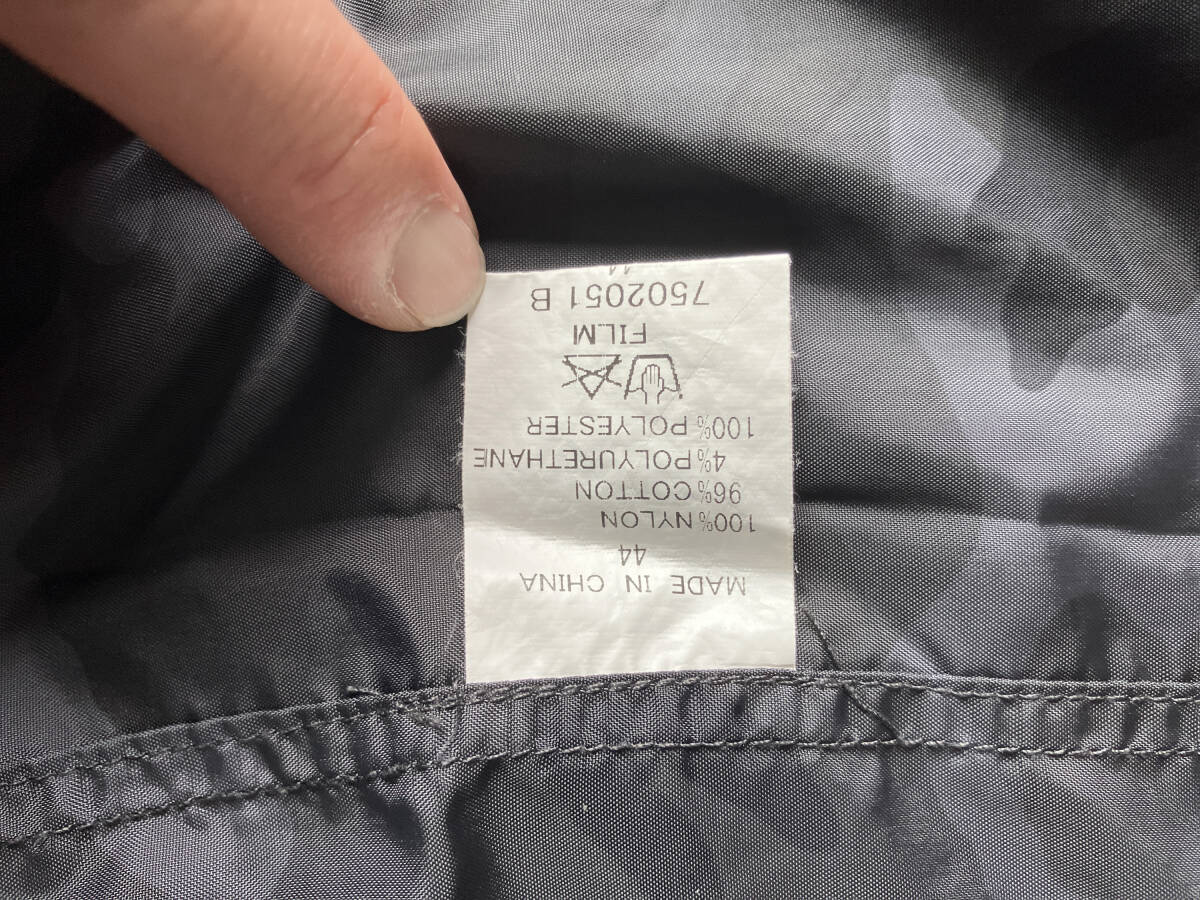 MADE IN CHINA
44
100% NYLON
96% COTTON
4% POLYURETHANE
100% POLYESTER
FILM
7502051 B